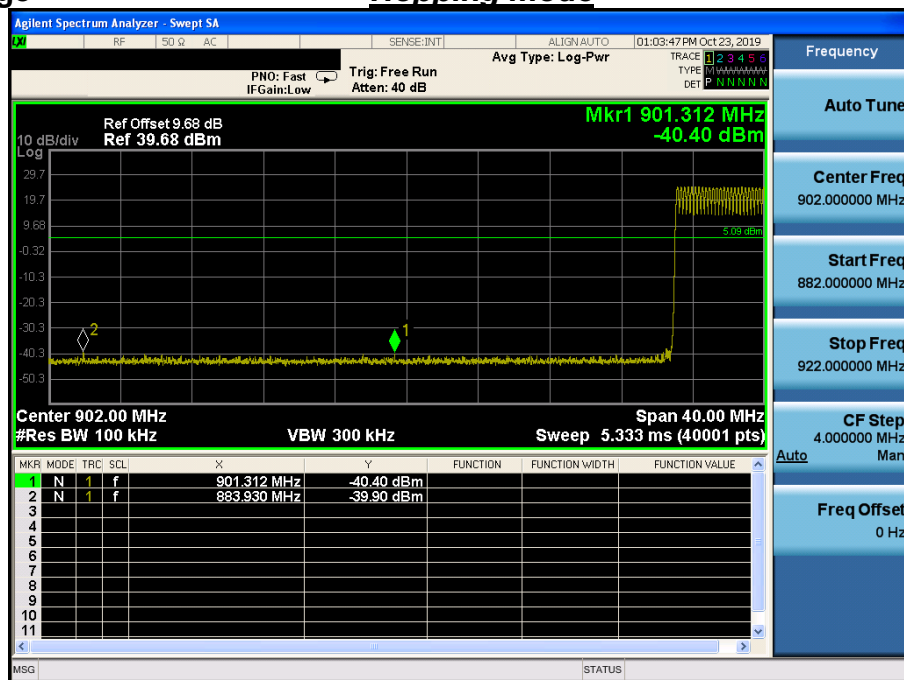 Agilent Spectrum Analyzer - Swept SA
LXI RF 50 Ω AC SENSE:INT ALIGN AUTO 01:03:47 PM Oct 23, 2019
Avg Type: Log-Pwr TRACE 1 2 3 4 5 6
PNO: Fast Trig: Free Run TYPE M WWWWW
IFGain:Low Atten: 40 dB DET P N N N N N
Mkr1 901.312 MHz
-40.40 dBm
Ref Offset 9.68 dB
10 dB/div Ref 39.68 dBm
Log
29.7
19.7
9.68
5.09 dBm
-0.32
-10.3
-20.3
-30.3
2
1
-40.3
-50.3
Center 902.00 MHz Span 40.00 MHz
#Res BW 100 kHz VBW 300 kHz Sweep 5.333 ms (40001 pts)
MKR MODE TRC SCL X Y FUNCTION FUNCTION WIDTH FUNCTION VALUE
1 N 1 f 901.312 MHz -40.40 dBm
2 N 1 f 883.930 MHz -39.90 dBm
3
4
5
6
7
8
9
10
11
MSG STATUS
Frequency
Auto Tune
Center Freq
902.000000 MHz
Start Freq
882.000000 MHz
Stop Freq
922.000000 MHz
CF Step
4.000000 MHz
Auto Man
Freq Offset
0 Hz